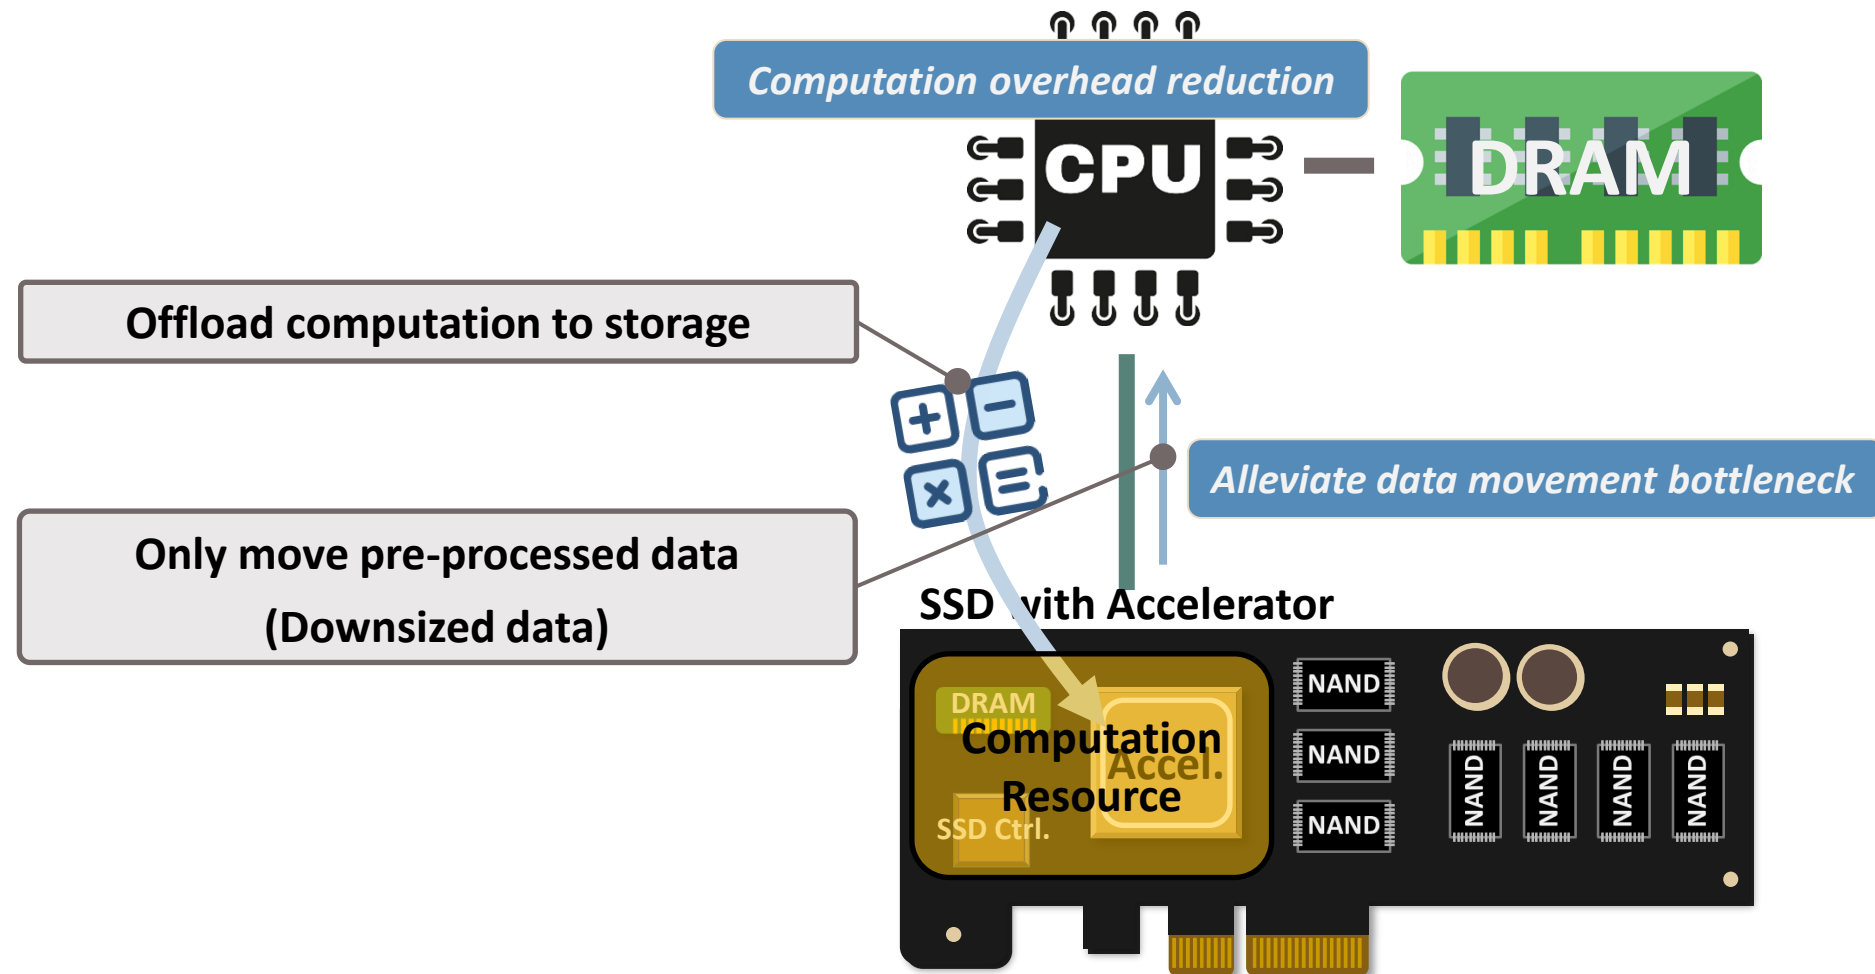 Computation overhead reduction
CPU
DRAM
Offload computation to storage
Only move pre-processed data
(Downsized data)
Alleviate data movement bottleneck
SSD with Accelerator
DRAM
Computation
Resource
Accel.
SSD Ctrl.
NAND
NAND
NAND
NAND
NAND
NAND
NAND